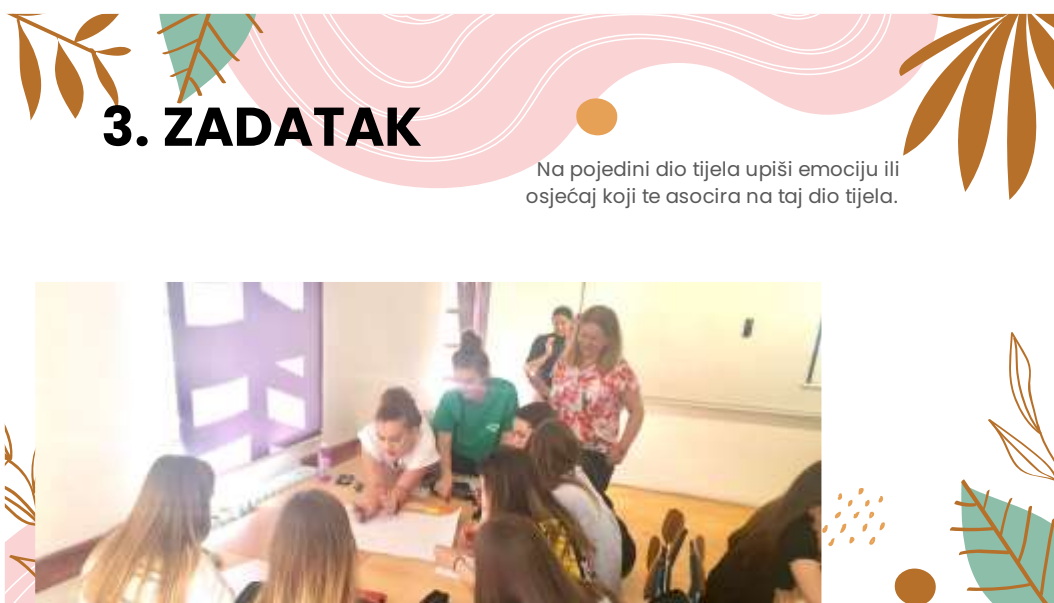 3. ZADATAK
Na pojedini dio tijela upiši emociju ili
osjećaj koji te asocira na taj dio tijela.